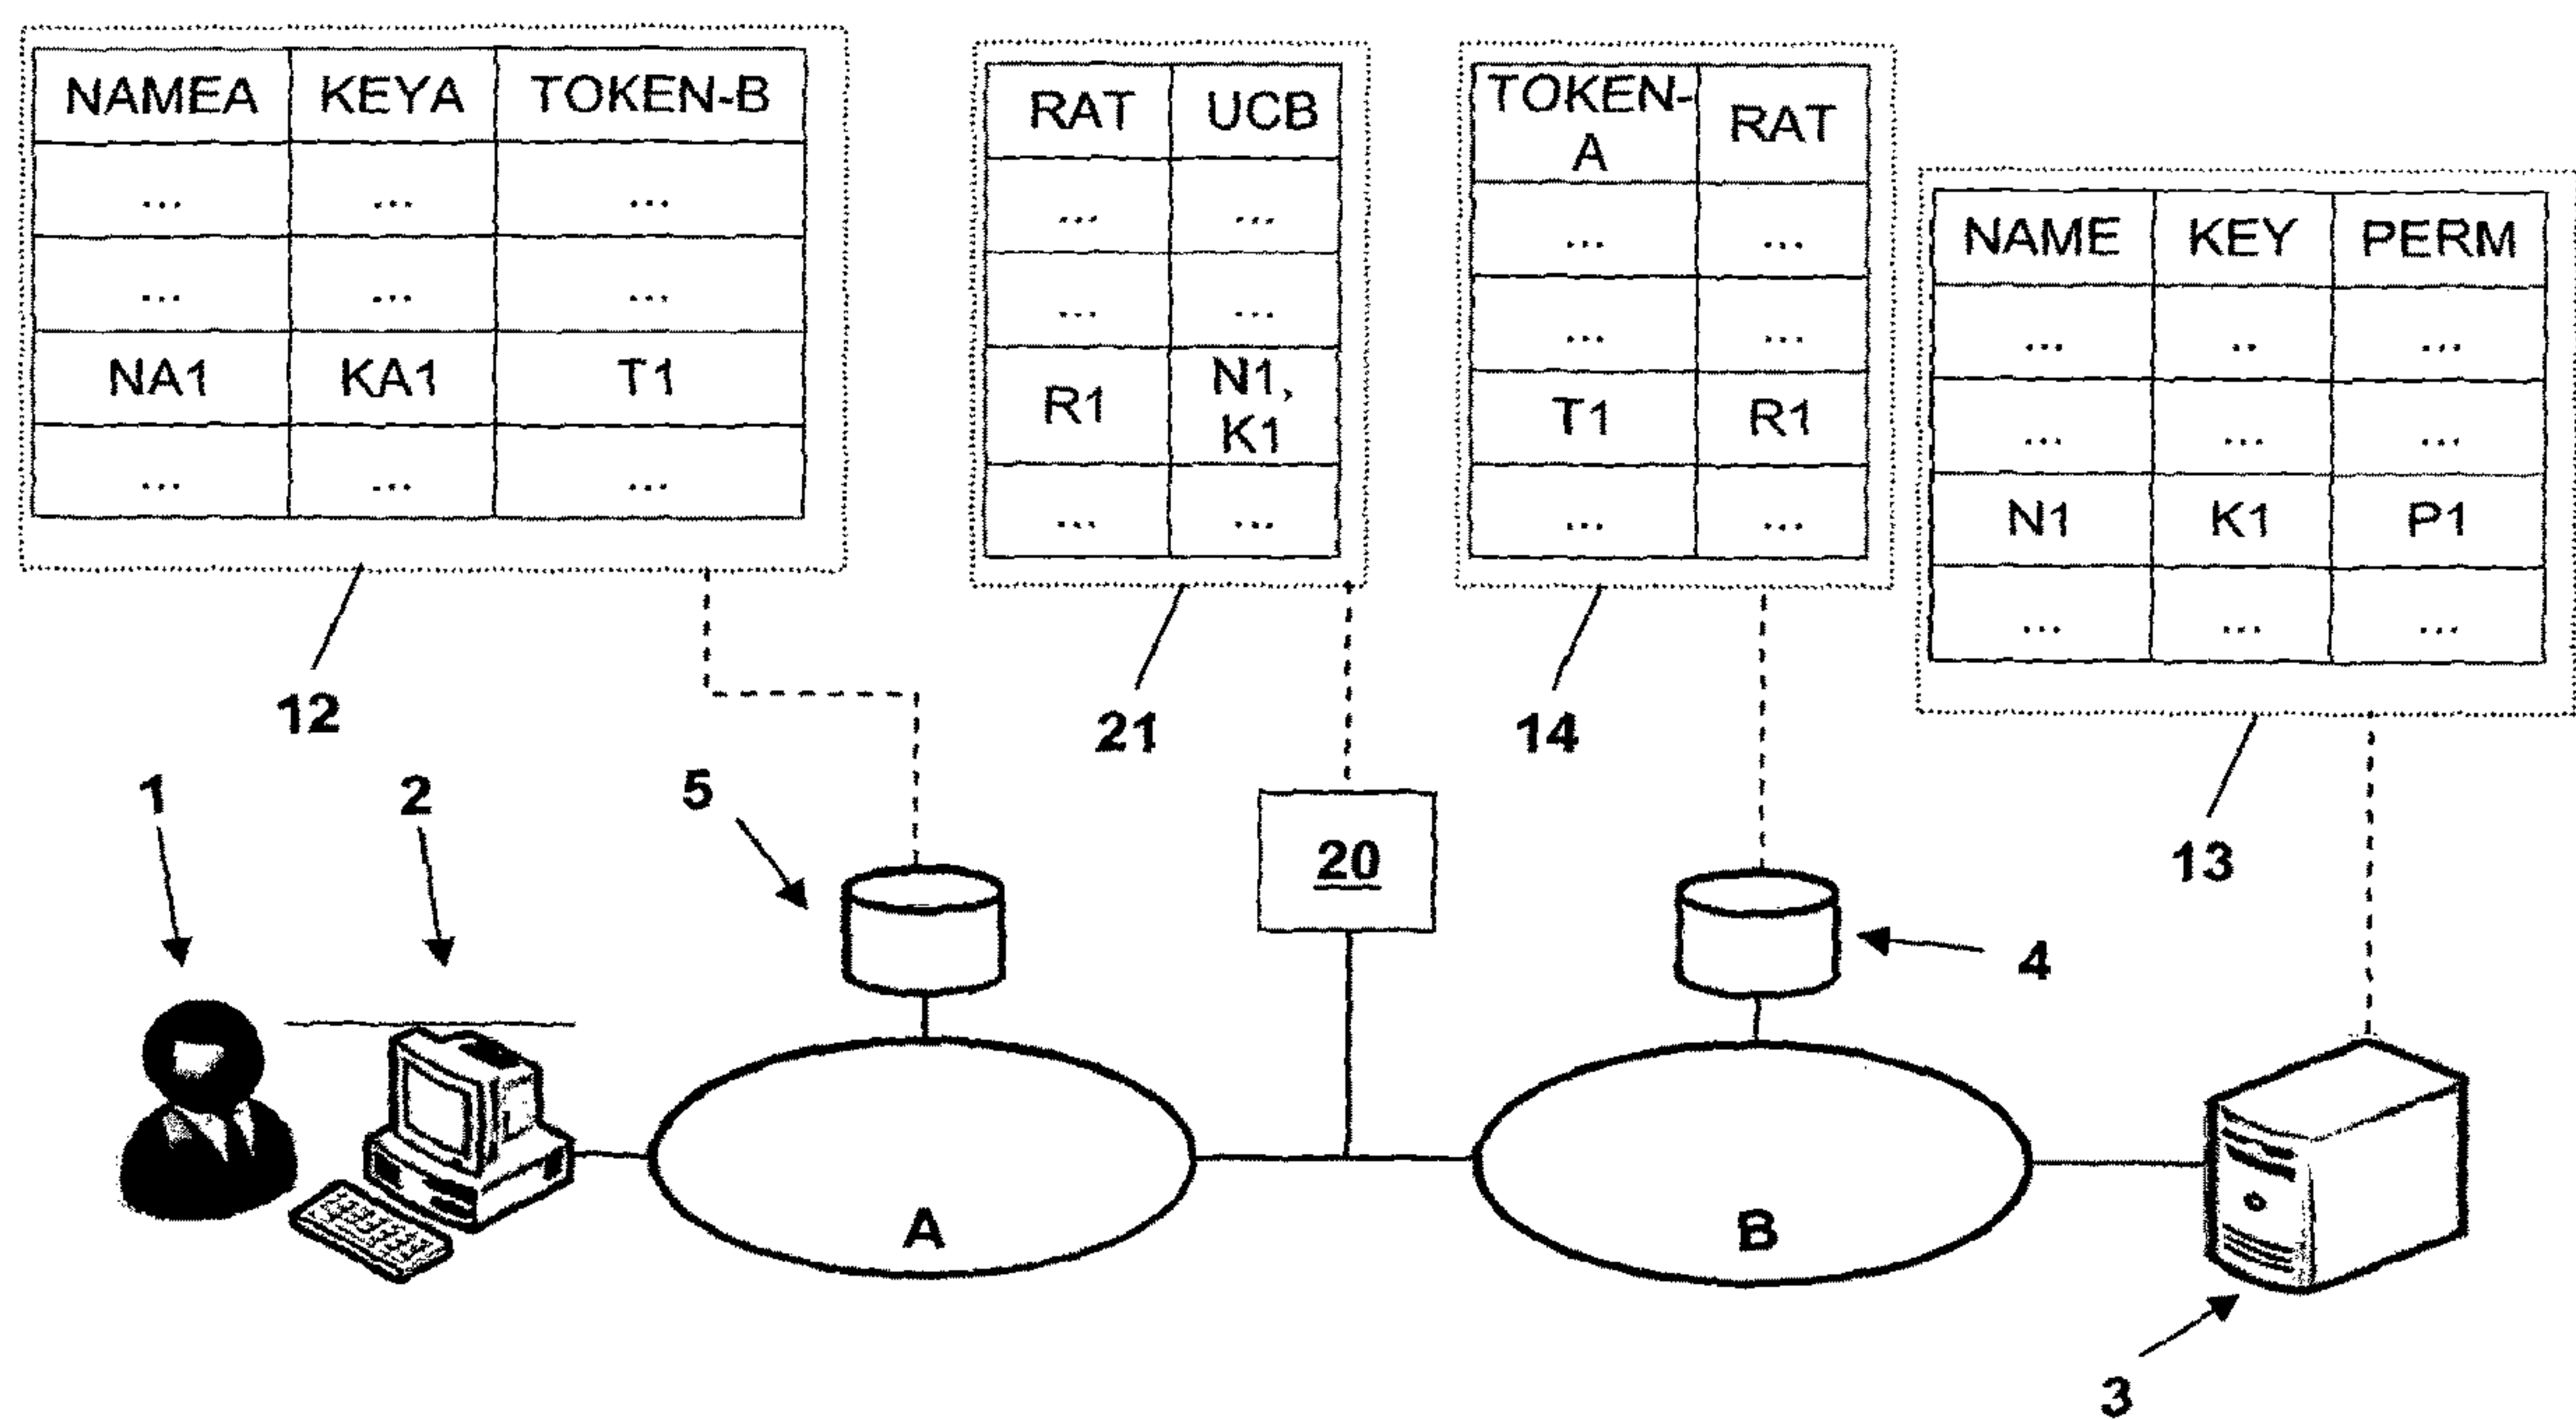 NAMEA KEYA TOKEN-B
... ... ...
... ... ...
NA1 KA1 T1
... ... ...
12
RAT UCB
... ...
... ...
R1 N1,
K1
... ...
21
TOKEN-
A RAT
... ...
... ...
T1 R1
... ...
14
NAME KEY PERM
... .. ...
... ... ...
N1 K1 P1
... ... ...
13
1
2
5
20
4
A
B
3